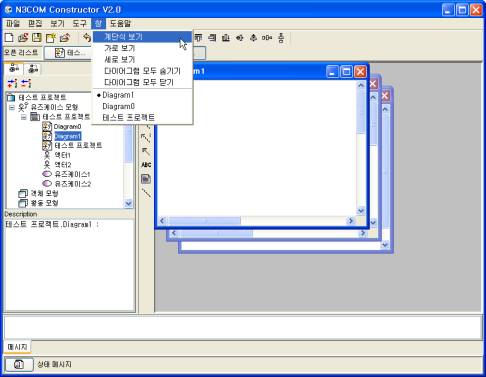 N3COM Constructor V2.0
파일 편집 보기 도구 창 도움말
오픈 리스트 테스...
계단식 보기
가로 보기
세로 보기
다이어그램 모두 숨기기
다이어그램 모두 닫기
Diagram1
Diagram0
테스트 프로젝트
테스트 프로젝트
유즈케이스 모형
테스트 프로젝트
Diagram0
Diagram1
테스트 프로젝트
액터1
액터2
유즈케이스1
유즈케이스2
객체 모형
활동 모형
Description
테스트 프로젝트.Diagram1 :
ABC
메시지
상태 메시지